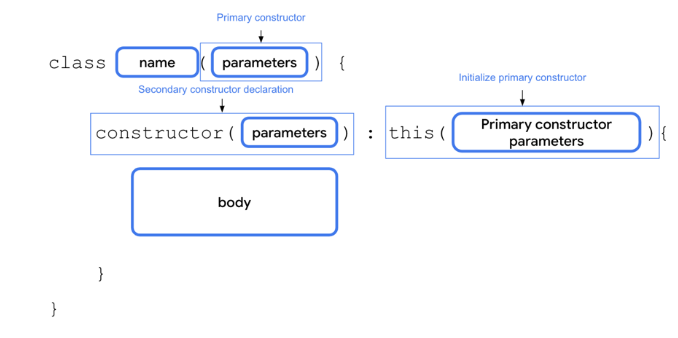 Primary constructor
class name ( parameters ) {
Secondary constructor declaration
Initialize primary constructor
constructor( parameters ) : this( Primary constructor parameters ){
body
}
}